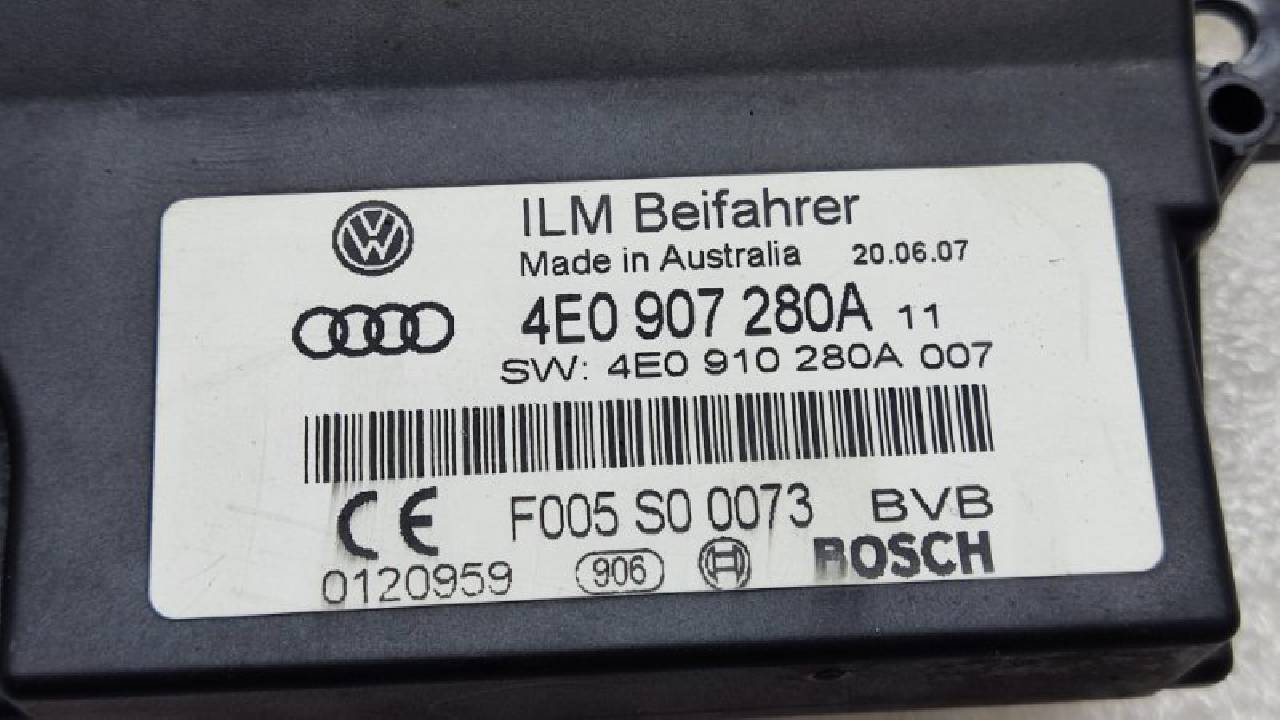 ILM Beifahrer
Made in Australia 20.06.07
4E0 907 280A 11
SW: 4E0 910 280A 007
CE F005 S0 0073 BVB
0120959 906 BOSCH